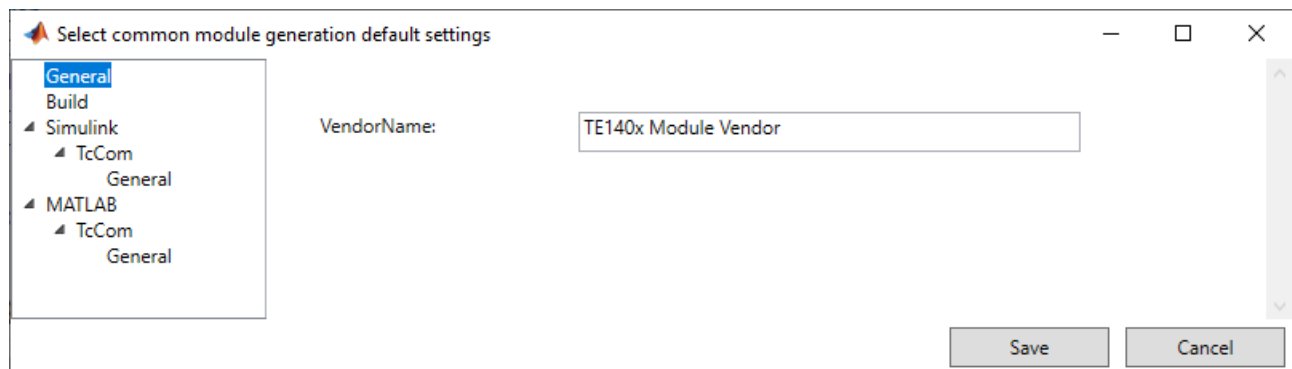 Select common module generation default settings
General
Build
Simulink
TcCom
General
MATLAB
TcCom
General
VendorName:
TE140x Module Vendor
Save
Cancel